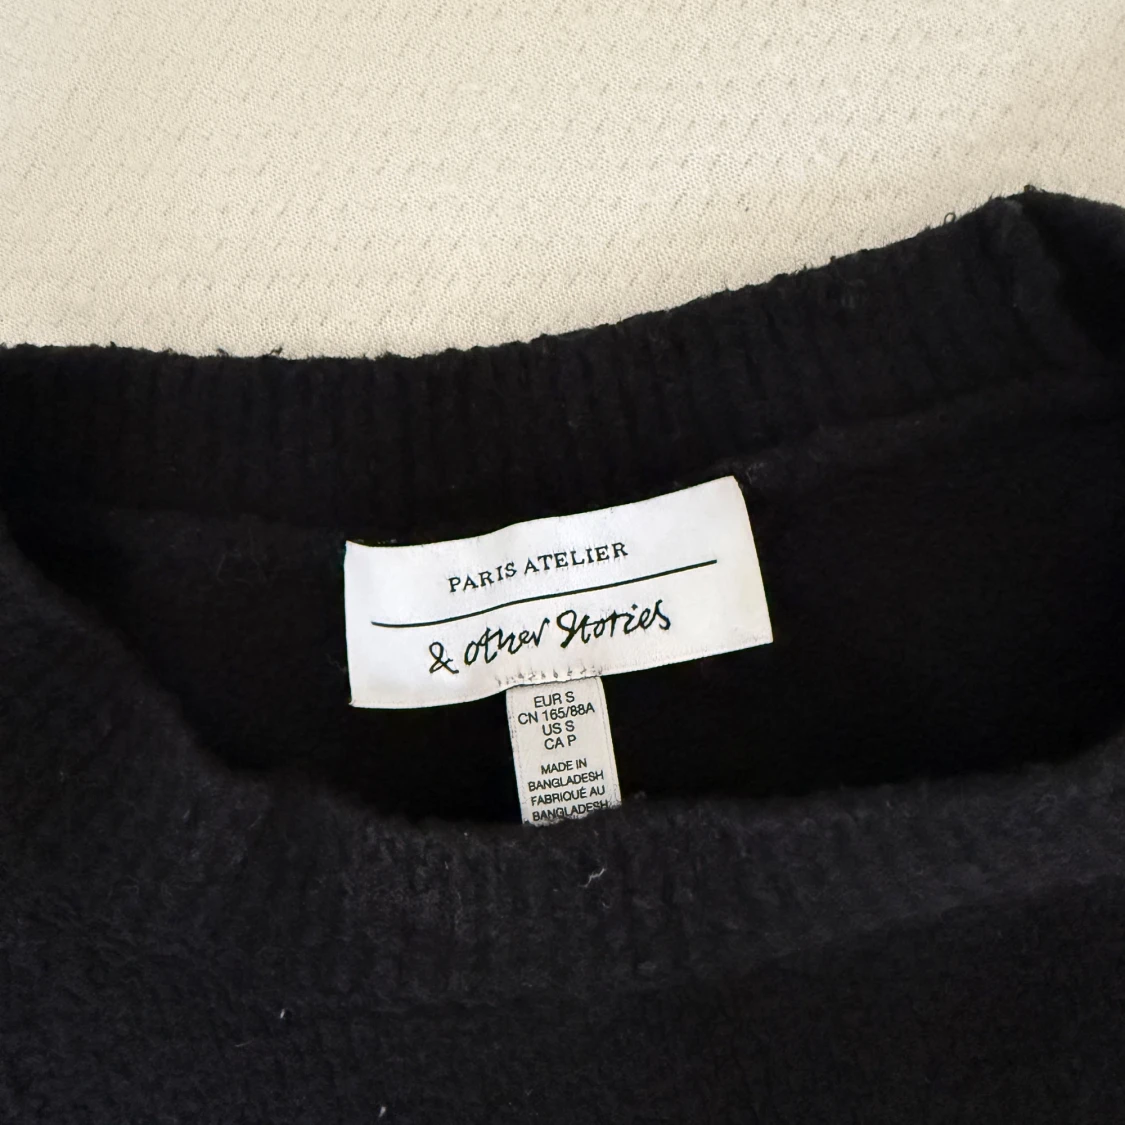 PARIS ATELIER
& other Stories
EUR S
CN 165/88A
US S
CA P
MADE IN
BANGLADESH
FABRIQUÉ AU
BANGLADESH